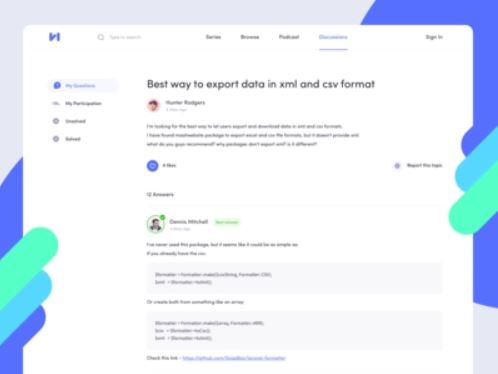 Type to search
Series
Browse
Podcast
Discussions
Sign In
My Questions
My Participation
Unsolved
Solved
Best way to export data in xml and csv format
Hunter Rodgers
I'm looking for the best way to let users export and download data in xml and csv formats.
I have found maatwebsite package to export excel and csv file formats, but it doesn't provide xml.
what do you guys recommend? why packages don't export xml? is it different?
4 likes
Report this topic
12 Answers
Dennis Mitchell
Best answer
I've never used this package, but it seems like it could be as simple as
if you already have the csv:
$formatter = Formatter::make($csvString, Formatter::CSV);
$xml = $formatter->toXml();
Or create both from something like an array:
$formatter = Formatter::make($array, Formatter::ARR);
$csv = $formatter->toCsv();
$xml = $formatter->toXml();
Check this link - https://github.com/SoapBox/laravel-formatter